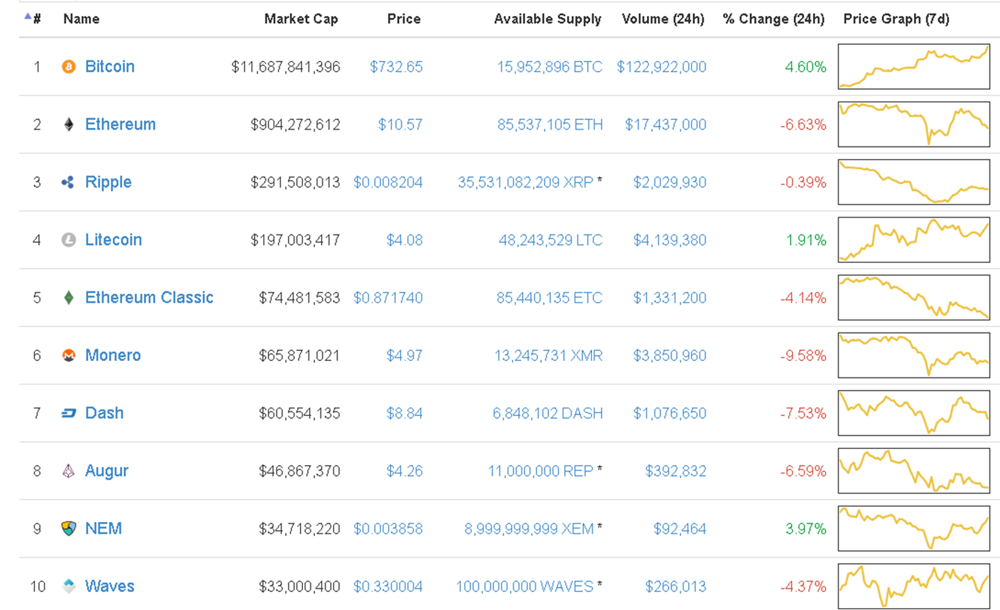 # Name Market Cap Price Available Supply Volume (24h) % Change (24h) Price Graph (7d)
1 Bitcoin $11,687,841,396 $732.65 15,952,896 BTC $122,922,000 4.60%
2 Ethereum $904,272,612 $10.57 85,537,105 ETH $17,437,000 -6.63%
3 Ripple $291,508,013 $0.008204 35,531,082,209 XRP * $2,029,930 -0.39%
4 Litecoin $197,003,417 $4.08 48,243,529 LTC $4,139,380 1.91%
5 Ethereum Classic $74,481,583 $0.871740 85,440,135 ETC $1,331,200 -4.14%
6 Monero $65,871,021 $4.97 13,245,731 XMR $3,850,960 -9.58%
7 Dash $60,554,135 $8.84 6,848,102 DASH $1,076,650 -7.53%
8 Augur $46,867,370 $4.26 11,000,000 REP * $392,832 -6.59%
9 NEM $34,718,220 $0.003858 8,999,999,999 XEM * $92,464 3.97%
10 Waves $33,000,400 $0.330004 100,000,000 WAVES * $266,013 -4.37%